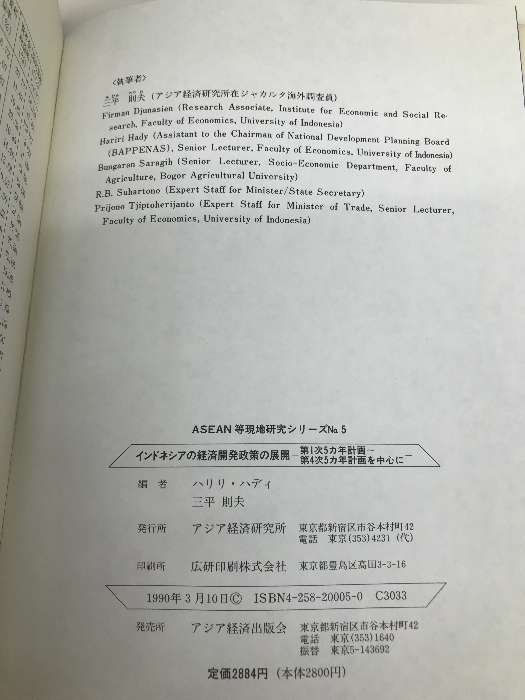 〈執筆者〉
三平 則夫 (アジア経済研究所在ジャカルタ海外調査員)
Firman Djunasien (Research Associate, Institute for Economic and Social Re-
search, Faculty of Economics, University of Indonesia)
Hariri Hady (Assistant to the Chairman of National Development Planning Board
(BAPPENAS), Senior Lecturer, Faculty of Economics, University of Indonesia)
Bungaran Saragih (Senior Lecturer, Socio-Economic Department, Faculty of
Agriculture, Bogor Agricultural University)
R.B. Suhartono (Expert Staff for Minister/State Secretary)
Prijono Tjiptoherijanto (Expert Staff for Minister of Trade, Senior Lecturer,
Faculty of Economics, University of Indonesia)
ASEAN等現地研究シリーズNo.5
インドネシアの経済開発政策の展開―第1次5カ年計画~
第4次5カ年計画を中心に―
編 者 ハリリ・ハディ
三平 則夫
発行所 アジア経済研究所 東京都新宿区市谷本村町42
電話 東京(353)4231 (代)
印刷所 広研印刷株式会社 東京都豊島区高田3-3-16
1990年3月10日© ISBN4-258-20005-0 C3033
発売所 アジア経済出版会 東京都新宿区市谷本村町42
電話 東京(353)1640
振替 東京5-143692
定価2884円 (本体2800円)